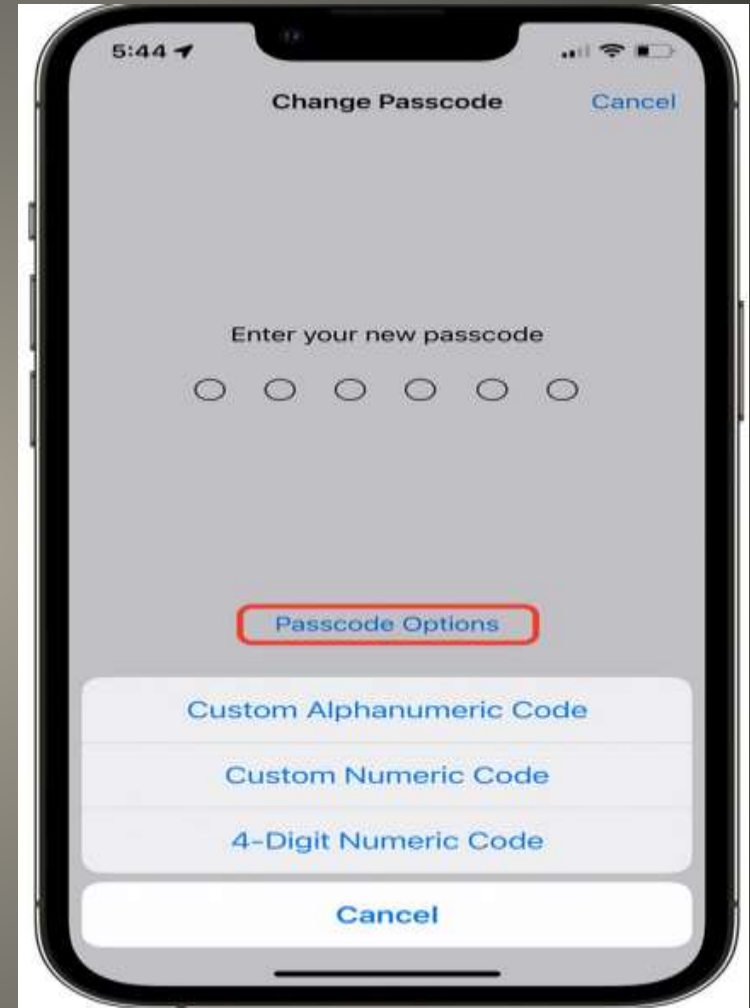 5:44
Change Passcode Cancel
Enter your new passcode
Passcode Options
Custom Alphanumeric Code
Custom Numeric Code
4-Digit Numeric Code
Cancel